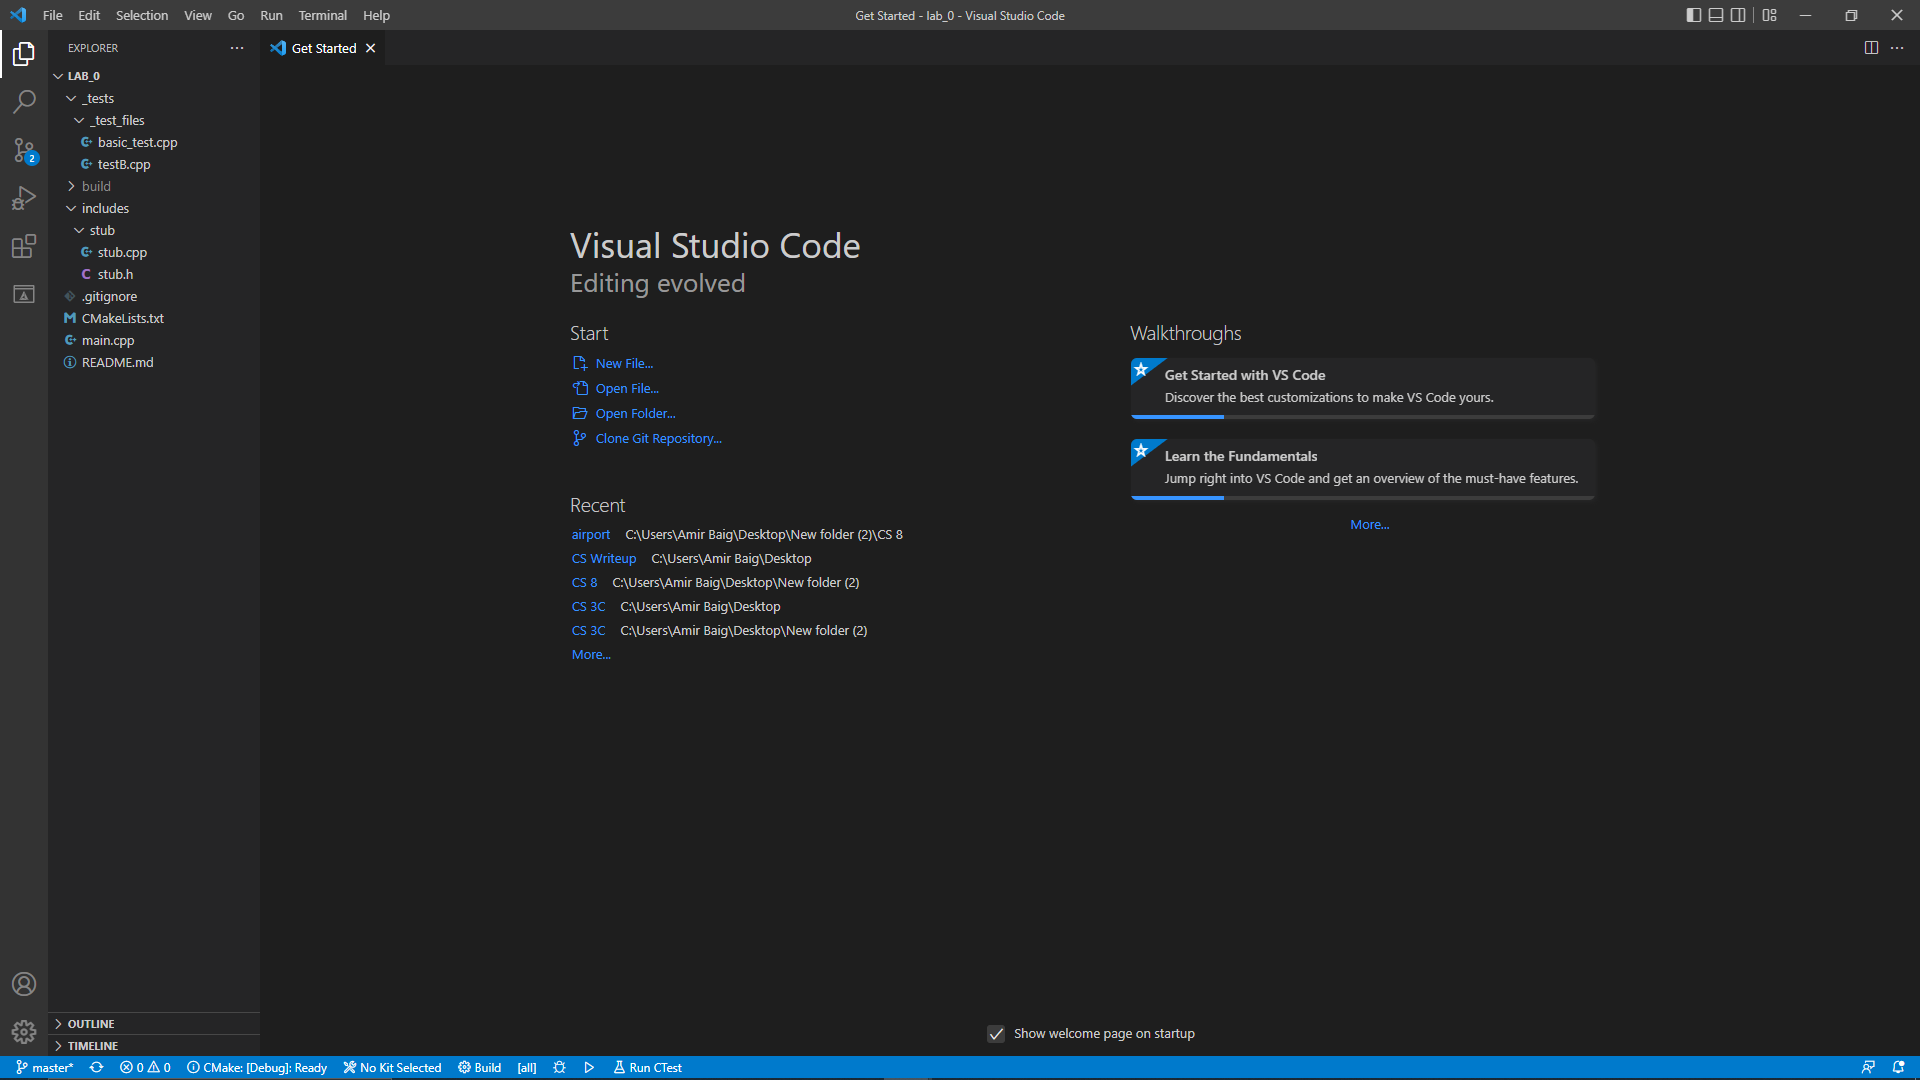 File Edit Selection View Go Run Terminal Help
Get Started - lab_0 - Visual Studio Code
EXPLORER
Get Started
LAB_0
_tests
_test_files
basic_test.cpp
testB.cpp
build
includes
stub
stub.cpp
stub.h
.gitignore
CMakeLists.txt
main.cpp
README.md
2
Visual Studio Code
Editing evolved
Start
New File...
Open File...
Open Folder...
Clone Git Repository...
Recent
airport C:\Users\Amir Baig\Desktop\New folder (2)\CS 8
CS Writeup C:\Users\Amir Baig\Desktop
CS 8 C:\Users\Amir Baig\Desktop\New folder (2)
CS 3C C:\Users\Amir Baig\Desktop
CS 3C C:\Users\Amir Baig\Desktop\New folder (2)
More...
Walkthroughs
Get Started with VS Code
Discover the best customizations to make VS Code yours.
Learn the Fundamentals
Jump right into VS Code and get an overview of the must-have features.
More...
Show welcome page on startup
OUTLINE
TIMELINE
master* 0 0 CMake: [Debug]: Ready No Kit Selected Build [all] Run CTest